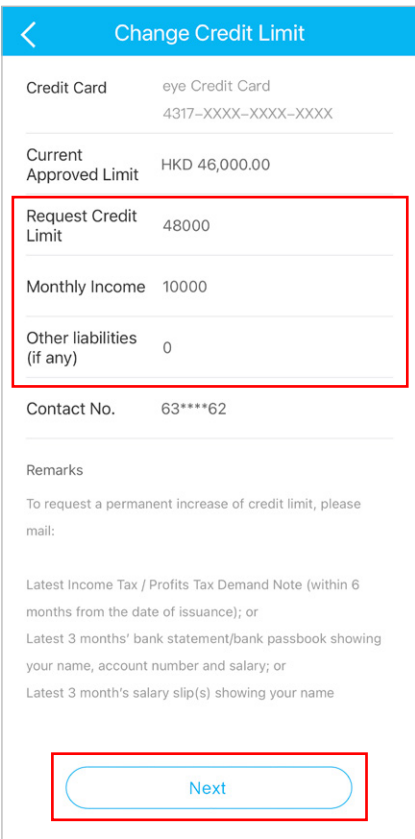 Change Credit Limit
Credit Card
eye Credit Card
4317-XXXX-XXXX-XXXX
Current
Approved Limit
HKD 46,000.00
Request Credit
Limit
48000
Monthly Income
10000
Other liabilities
(if any)
0
Contact No.
63****62
Remarks
To request a permanent increase of credit limit, please
mail:
Latest Income Tax / Profits Tax Demand Note (within 6
months from the date of issuance); or
Latest 3 months' bank statement/bank passbook showing
your name, account number and salary; or
Latest 3 month's salary slip(s) showing your name
Next